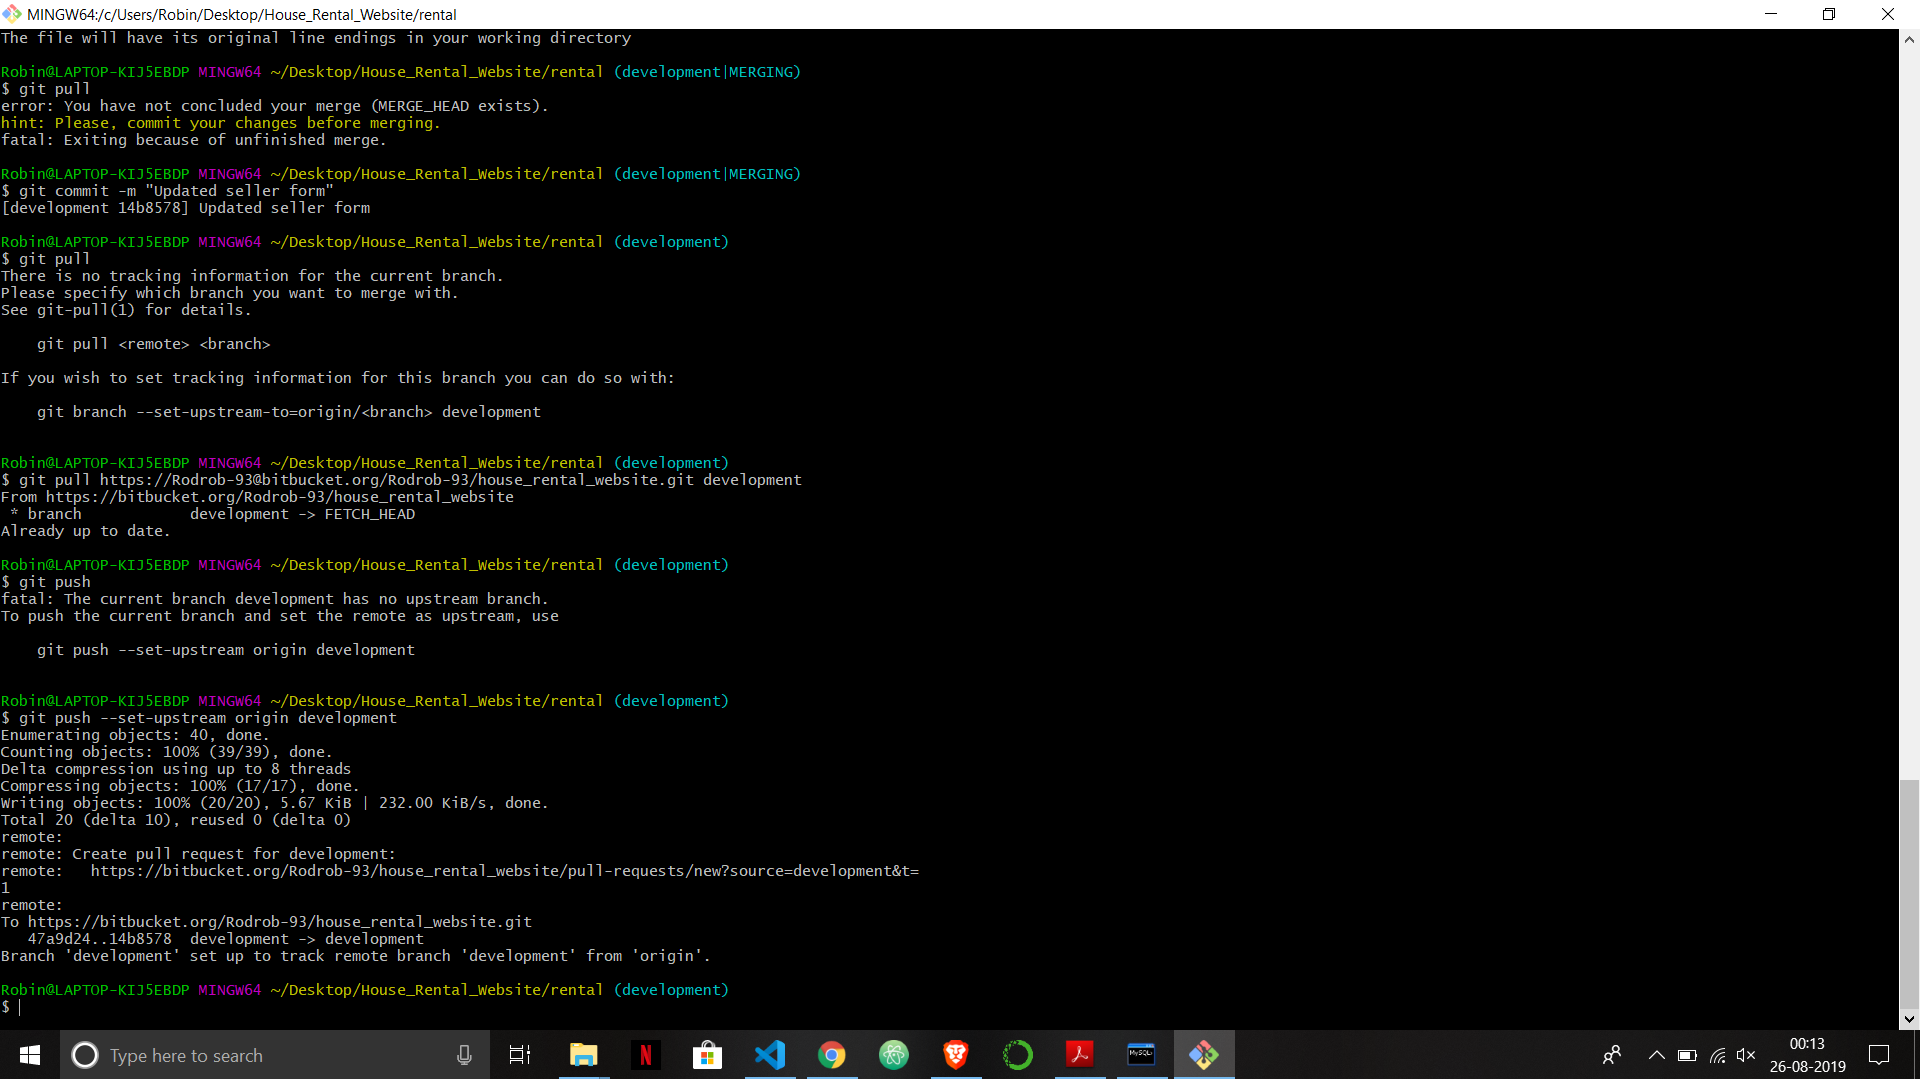 MINGW64:/c/Users/Robin/Desktop/House_Rental_Website/rental
The file will have its original line endings in your working directory
Robin@LAPTOP-KIJ5EBDP MINGW64 ~/Desktop/House_Rental_Website/rental (development|MERGING)
$ git pull
error: You have not concluded your merge (MERGE_HEAD exists).
hint: Please, commit your changes before merging.
fatal: Exiting because of unfinished merge.
Robin@LAPTOP-KIJ5EBDP MINGW64 ~/Desktop/House_Rental_Website/rental (development|MERGING)
$ git commit -m "Updated seller form"
[development 14b8578] Updated seller form
Robin@LAPTOP-KIJ5EBDP MINGW64 ~/Desktop/House_Rental_Website/rental (development)
$ git pull
There is no tracking information for the current branch.
Please specify which branch you want to merge with.
See git-pull(1) for details.
git pull <remote> <branch>
If you wish to set tracking information for this branch you can do so with:
git branch --set-upstream-to=origin/<branch> development
Robin@LAPTOP-KIJ5EBDP MINGW64 ~/Desktop/House_Rental_Website/rental (development)
$ git pull https://Rodrob-93@bitbucket.org/Rodrob-93/house_rental_website.git development
From https://bitbucket.org/Rodrob-93/house_rental_website
* branch            development -> FETCH_HEAD
Already up to date.
Robin@LAPTOP-KIJ5EBDP MINGW64 ~/Desktop/House_Rental_Website/rental (development)
$ git push
fatal: The current branch development has no upstream branch.
To push the current branch and set the remote as upstream, use
git push --set-upstream origin development
Robin@LAPTOP-KIJ5EBDP MINGW64 ~/Desktop/House_Rental_Website/rental (development)
$ git push --set-upstream origin development
Enumerating objects: 40, done.
Counting objects: 100% (39/39), done.
Delta compression using up to 8 threads
Compressing objects: 100% (17/17), done.
Writing objects: 100% (20/20), 5.67 KiB | 232.00 KiB/s, done.
Total 20 (delta 10), reused 0 (delta 0)
remote:
remote: Create pull request for development:
remote:   https://bitbucket.org/Rodrob-93/house_rental_website/pull-requests/new?source=development&t=
1
remote:
To https://bitbucket.org/Rodrob-93/house_rental_website.git
47a9d24..14b8578  development -> development
Branch 'development' set up to track remote branch 'development' from 'origin'.
Robin@LAPTOP-KIJ5EBDP MINGW64 ~/Desktop/House_Rental_Website/rental (development)
$
Type here to search
N
MySQL
00:13
26-08-2019